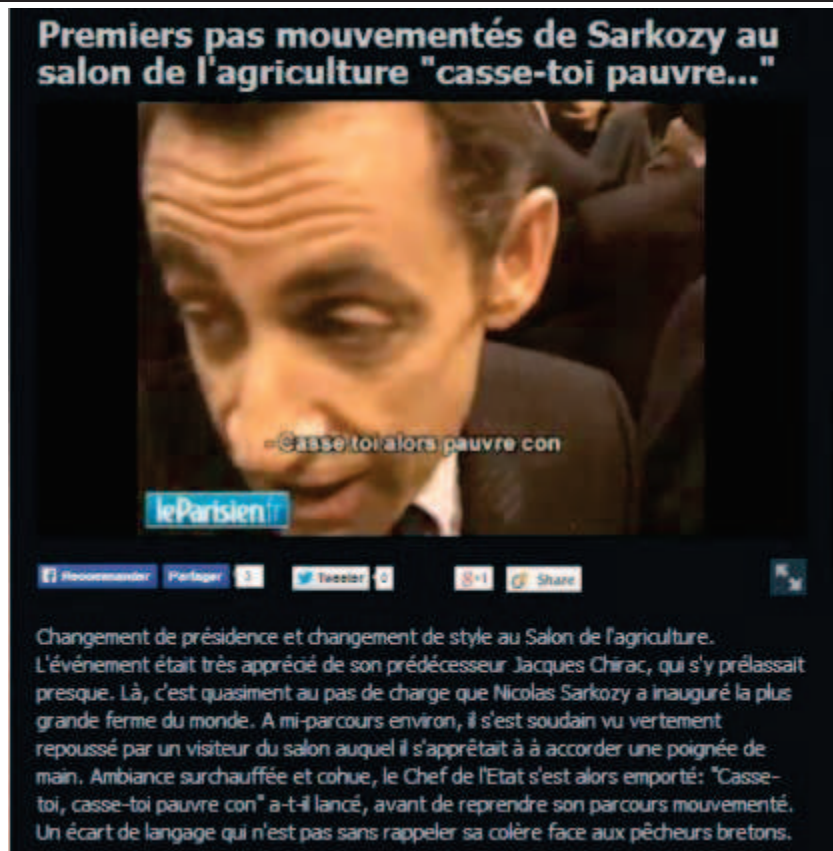 Premiers pas mouvementés de Sarkozy au
salon de l'agriculture "casse-toi pauvre..."
-Casse toi alors pauvre con
leParisien.fr
Recommander Partager 3 Tweeter 0 g+1 Share
Changement de présidence et changement de style au Salon de l'agriculture.
L'événement était très apprécié de son prédécesseur Jacques Chirac, qui s'y prélassait
presque. Là, c'est quasiment au pas de charge que Nicolas Sarkozy a inauguré la plus
grande ferme du monde. A mi-parcours environ, il s'est soudain vu vertement
repoussé par un visiteur du salon auquel il s'apprêtait à à accorder une poignée de
main. Ambiance surchauffée et cohue, le Chef de l'Etat s'est alors emporté: "Casse-
toi, casse-toi pauvre con" a-t-il lancé, avant de reprendre son parcours mouvementé.
Un écart de langage qui n'est pas sans rappeler sa colère face aux pêcheurs bretons.